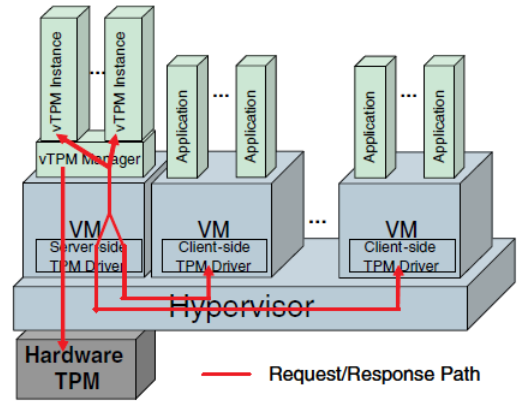 vTPM Instance
...
vTPM Instance
vTPM Manager
Application
...
Application
Application
...
Application
VM
Server-side
TPM Driver
VM
Client-side
TPM Driver
...
VM
Client-side
TPM Driver
Hypervisor
Hardware
TPM
Request/Response Path